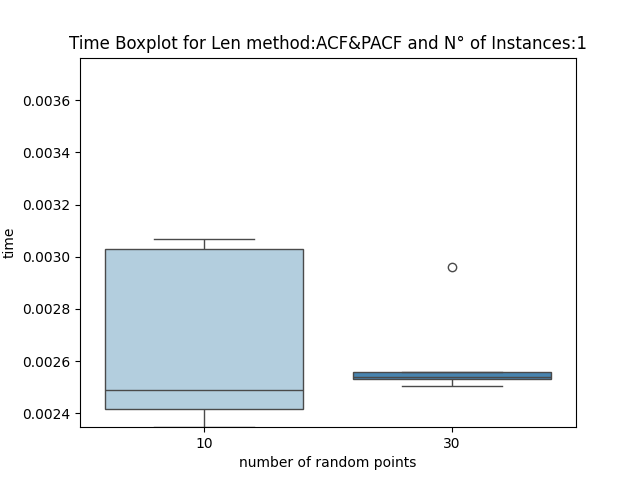 Time Boxplot for Len method:ACF&PACF and N° of Instances:1
time
0.0036
0.0034
0.0032
0.0030
0.0028
0.0026
0.0024
10 30
number of random points